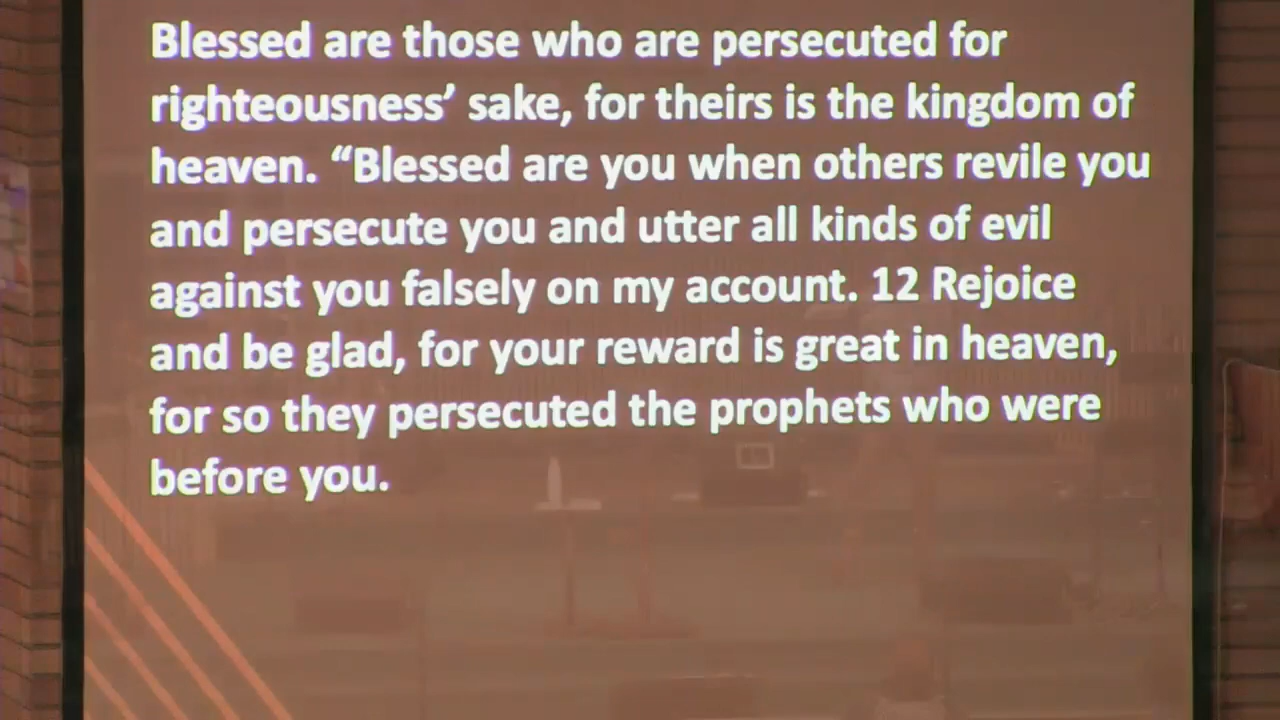 Blessed are those who are persecuted for
righteousness’ sake, for theirs is the kingdom of
heaven. “Blessed are you when others revile you
and persecute you and utter all kinds of evil
against you falsely on my account. 12 Rejoice
and be glad, for your reward is great in heaven,
for so they persecuted the prophets who were
before you.